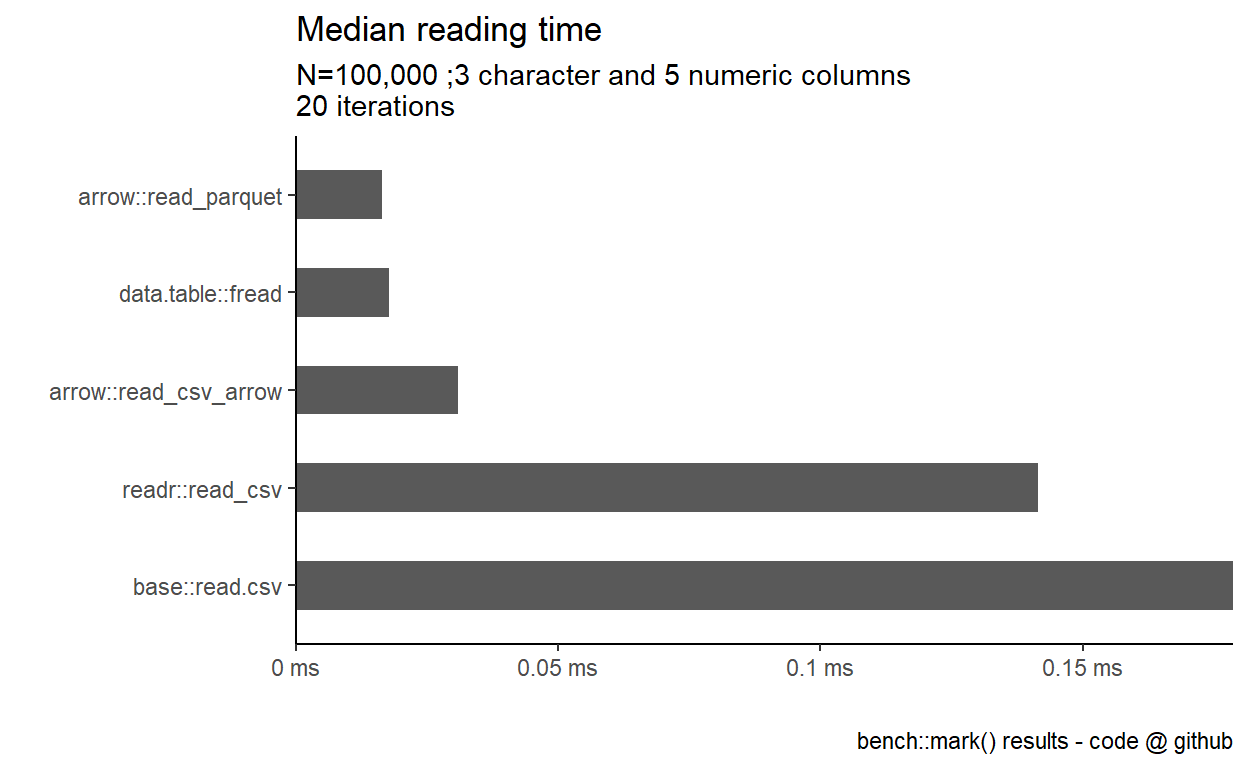 Median reading time
N=100,000 ;3 character and 5 numeric columns
20 iterations
arrow::read_parquet
data.table::fread
arrow::read_csv_arrow
readr::read_csv
base::read.csv
0 ms
0.05 ms
0.1 ms
0.15 ms
bench::mark() results - code @ github